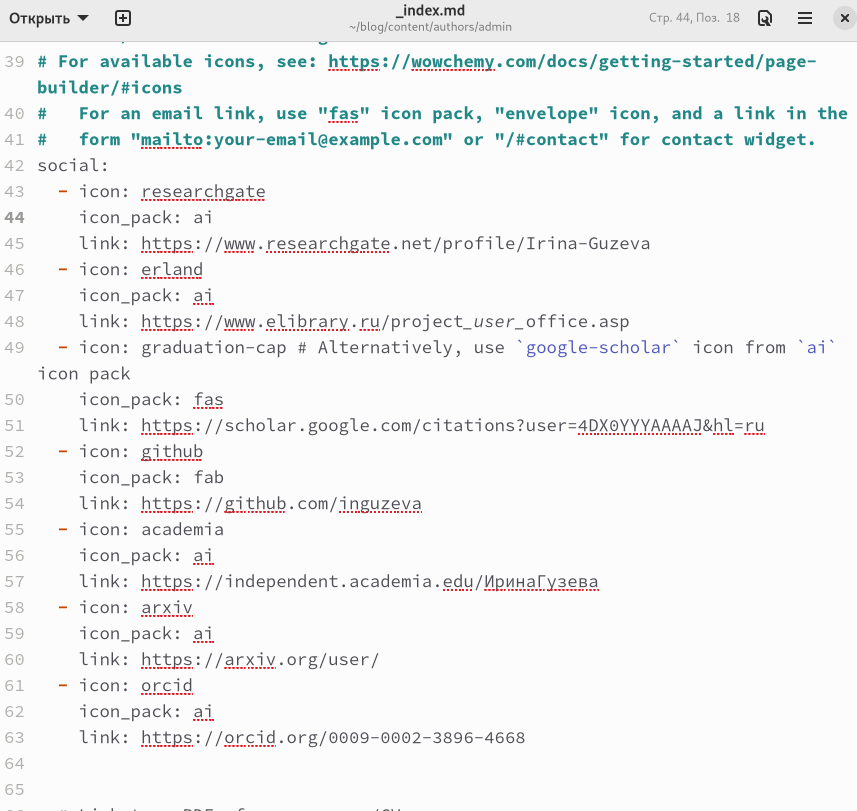 Открыть
_index.md
~/blog/content/authors/admin
Стр. 44, Поз. 18
39 # For available icons, see: https://wowchemy.com/docs/getting-started/page-
builder/#icons
40 #   For an email link, use "fas" icon pack, "envelope" icon, and a link in the
41 #   form "mailto:your-email@example.com" or "/#contact" for contact widget.
42 social:
43   - icon: researchgate
44     icon_pack: ai
45     link: https://www.researchgate.net/profile/Irina-Guzeva
46   - icon: erland
47     icon_pack: ai
48     link: https://www.elibrary.ru/project_user_office.asp
49   - icon: graduation-cap # Alternatively, use `google-scholar` icon from `ai`
icon pack
50     icon_pack: fas
51     link: https://scholar.google.com/citations?user=4DX0YYYAAAAJ&hl=ru
52   - icon: github
53     icon_pack: fab
54     link: https://github.com/inguzeva
55   - icon: academia
56     icon_pack: ai
57     link: https://independent.academia.edu/ИринаГузева
58   - icon: arxiv
59     icon_pack: ai
60     link: https://arxiv.org/user/
61   - icon: orcid
62     icon_pack: ai
63     link: https://orcid.org/0009-0002-3896-4668
64
65